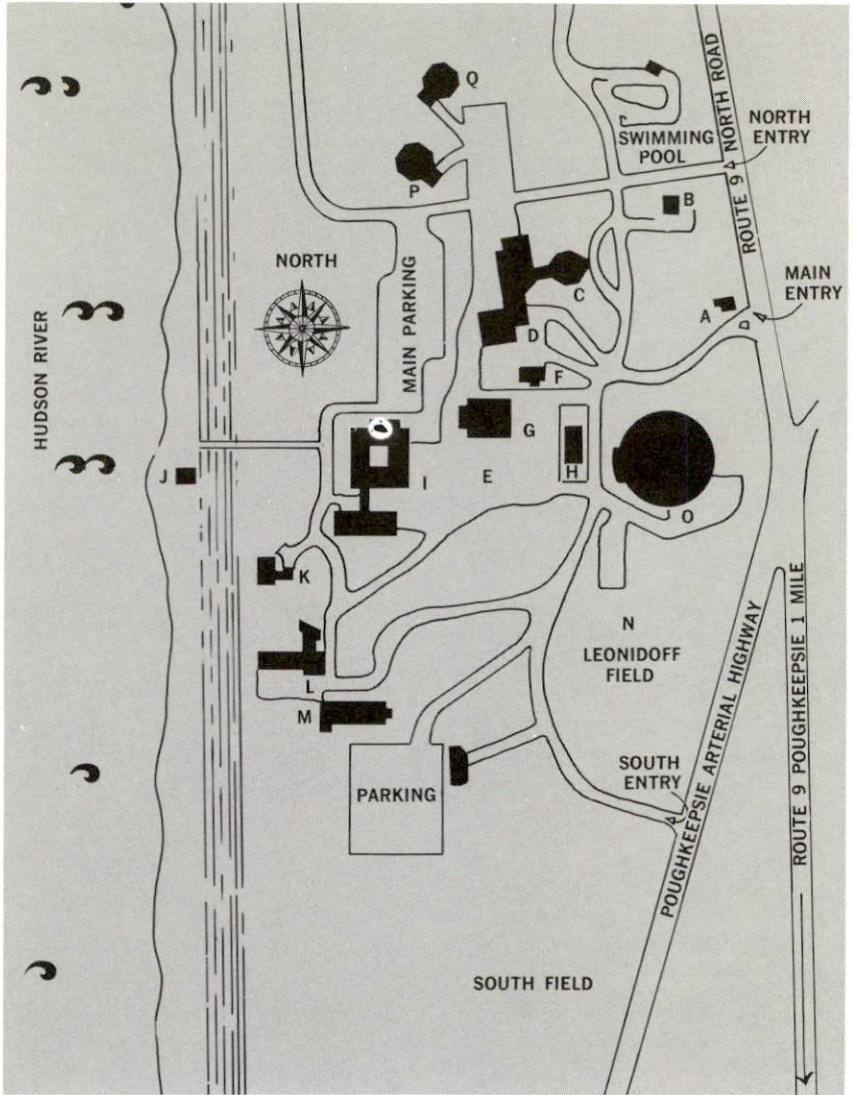 Q
P
SWIMMING
POOL
ROUTE 9 NORTH ROAD
NORTH
ENTRY
B
NORTH
MAIN PARKING
C
MAIN
ENTRY
A
D
F
HUDSON RIVER
G
H
J
I
E
O
K
N
LEONIDOFF
FIELD
L
M
PARKING
SOUTH
ENTRY
POUGHKEEPSIE ARTERIAL HIGHWAY
ROUTE 9 POUGHKEEPSIE 1 MILE
SOUTH FIELD